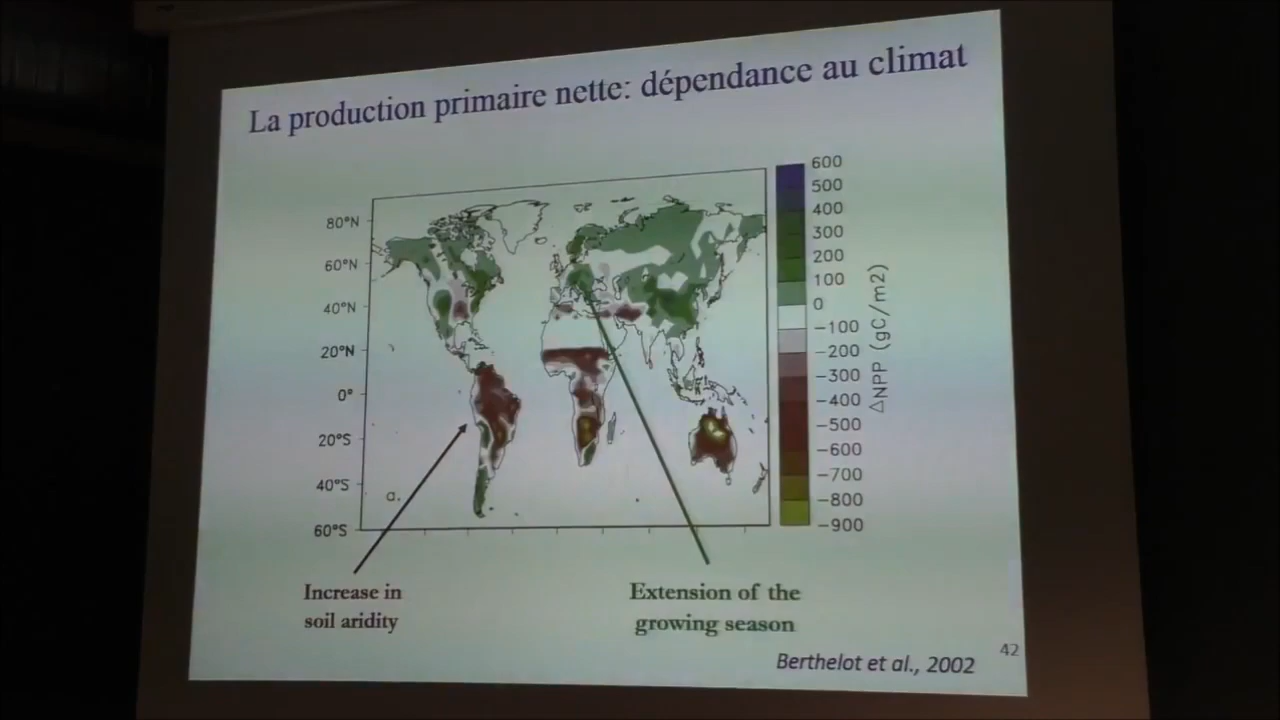 La production primaire nette: dépendance au climat
600
500
400
300
200
100
0
−100
−200
−300
−400
−500
−600
−700
−800
−900
ΔNPP (gC/m2)
80°N
60°N
40°N
20°N
0°
20°S
40°S
60°S
a.
Increase in
soil aridity
Extension of the
growing season
Berthelot et al., 2002
42